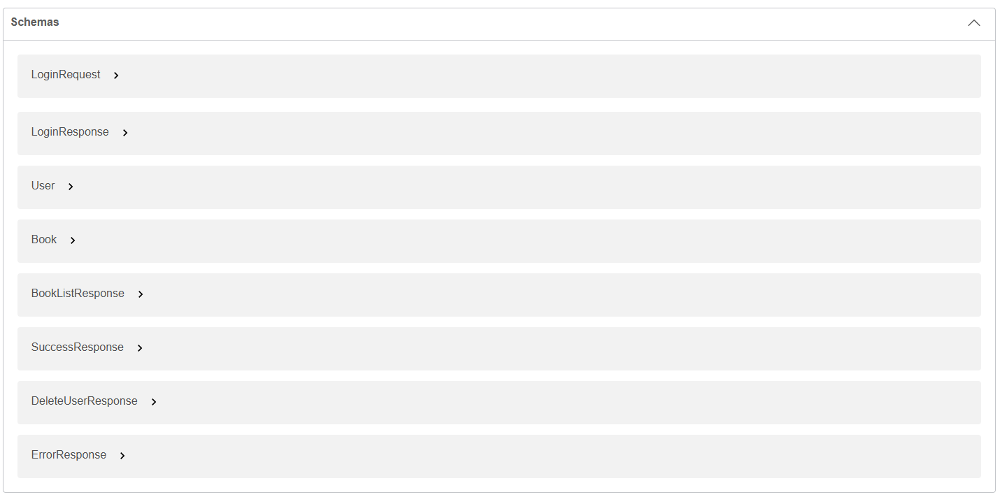 Schemas
LoginRequest
LoginResponse
User
Book
BookListResponse
SuccessResponse
DeleteUserResponse
ErrorResponse